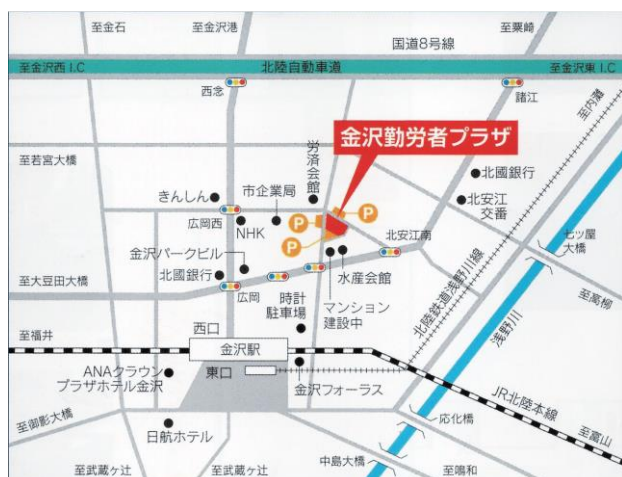 至金石
至金沢港
国道8号線
至粟崎
至金沢西 I.C
北陸自動車道
至金沢東 I.C
西念
諸江
至内灘
金沢勤労者プラザ
労済会館
至若宮大橋
北國銀行
きんしん
市企業局
北安江
交番
P
P
P
広岡西
NHK
北安江南
七ツ屋
大橋
金沢パークビル
北國銀行
水産会館
至大豆田大橋
広岡
時計
駐車場
マンション
建設中
北陸鉄道浅野川線
浅野川
至高柳
至福井
西口
金沢駅
ANAクラウン
プラザホテル金沢
東口
金沢フォーラス
JR北陸本線
至御影大橋
日航ホテル
応化橋
至富山
中島大橋
至武蔵ヶ辻
至武蔵ヶ辻
至鳴和